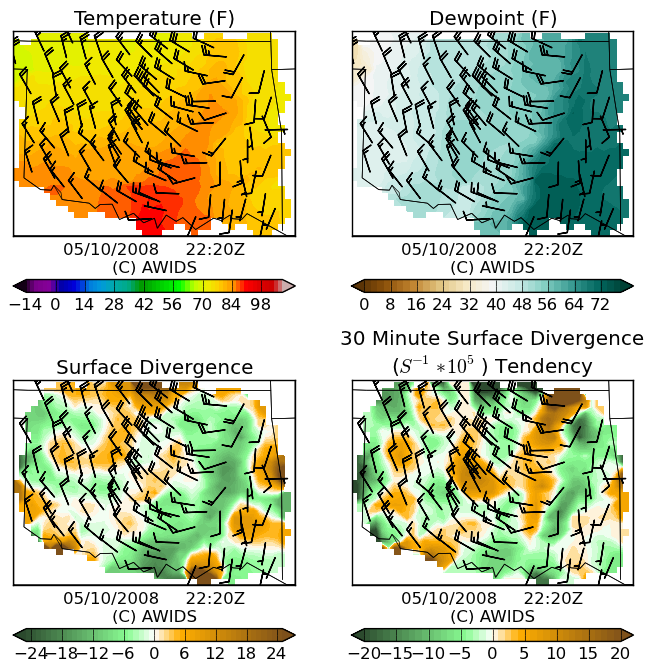 Temperature (F)
Dewpoint (F)
05/10/2008 22:20Z
(C) AWIDS
05/10/2008 22:20Z
(C) AWIDS
−14 0 14 28 42 56 70 84 98
0 8 16 24 32 40 48 56 64 72
Surface Divergence
30 Minute Surface Divergence
(S⁻¹ *10⁵ ) Tendency
05/10/2008 22:20Z
(C) AWIDS
05/10/2008 22:20Z
(C) AWIDS
−24 −18 −12 −6 0 6 12 18 24
−20 −15 −10 −5 0 5 10 15 20